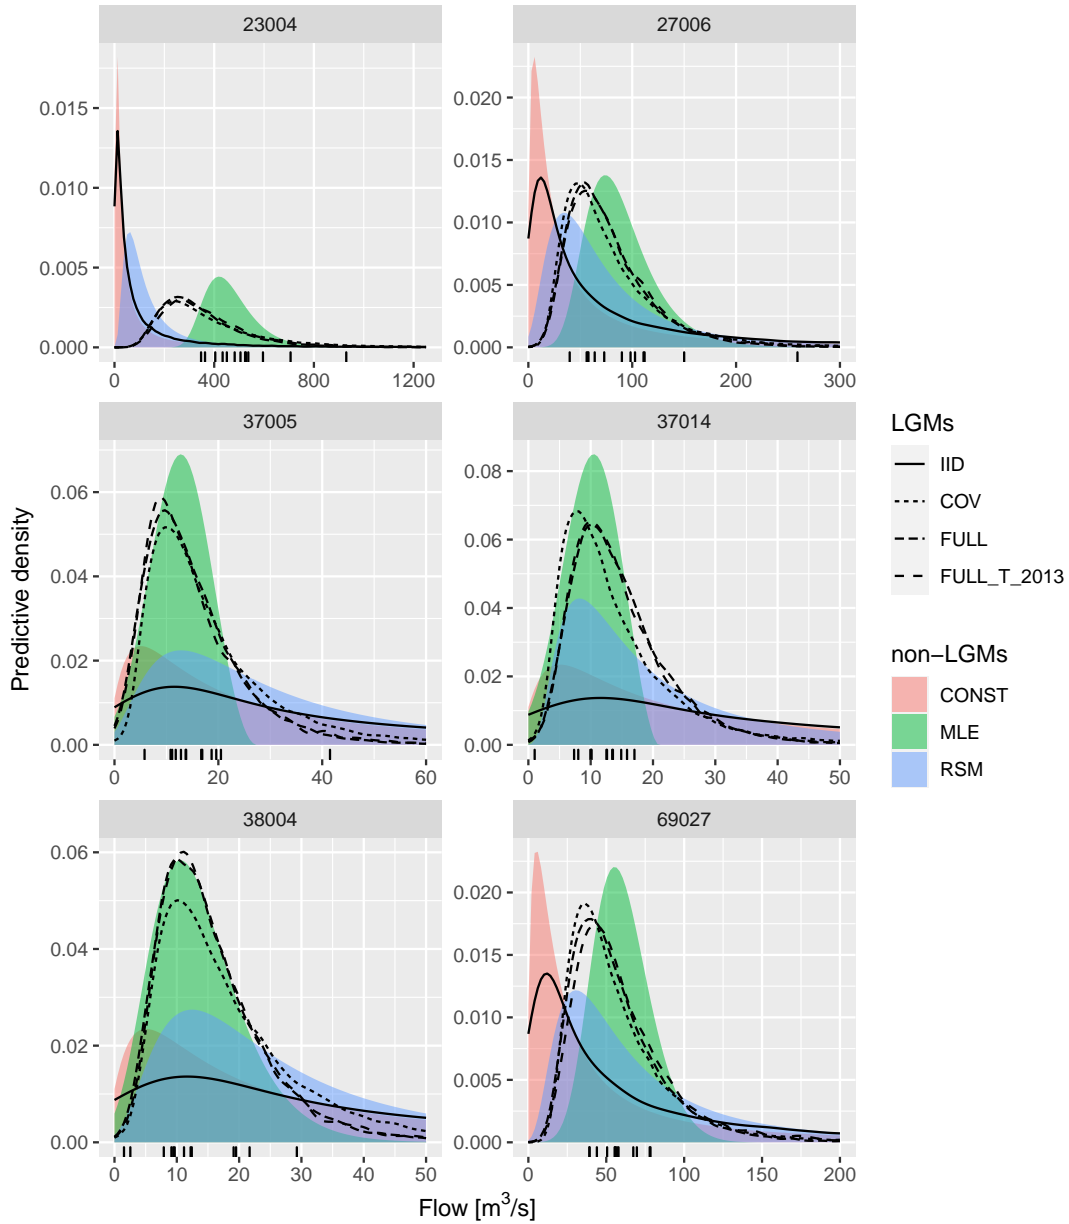 23004
27006
0.000
0.005
0.010
0.015
0 400 800 1200
0.000
0.005
0.010
0.015
0.020
0 100 200 300
37005
37014
0.00
0.02
0.04
0.06
0 20 40 60
0.00
0.02
0.04
0.06
0.08
0 10 20 30 40 50
38004
69027
0.00
0.02
0.04
0.06
0 10 20 30 40 50
0.000
0.005
0.010
0.015
0.020
0 50 100 150 200
Predictive density
Flow [m³/s]
LGMs
IID
COV
FULL
FULL_T_2013
non−LGMs
CONST
MLE
RSM